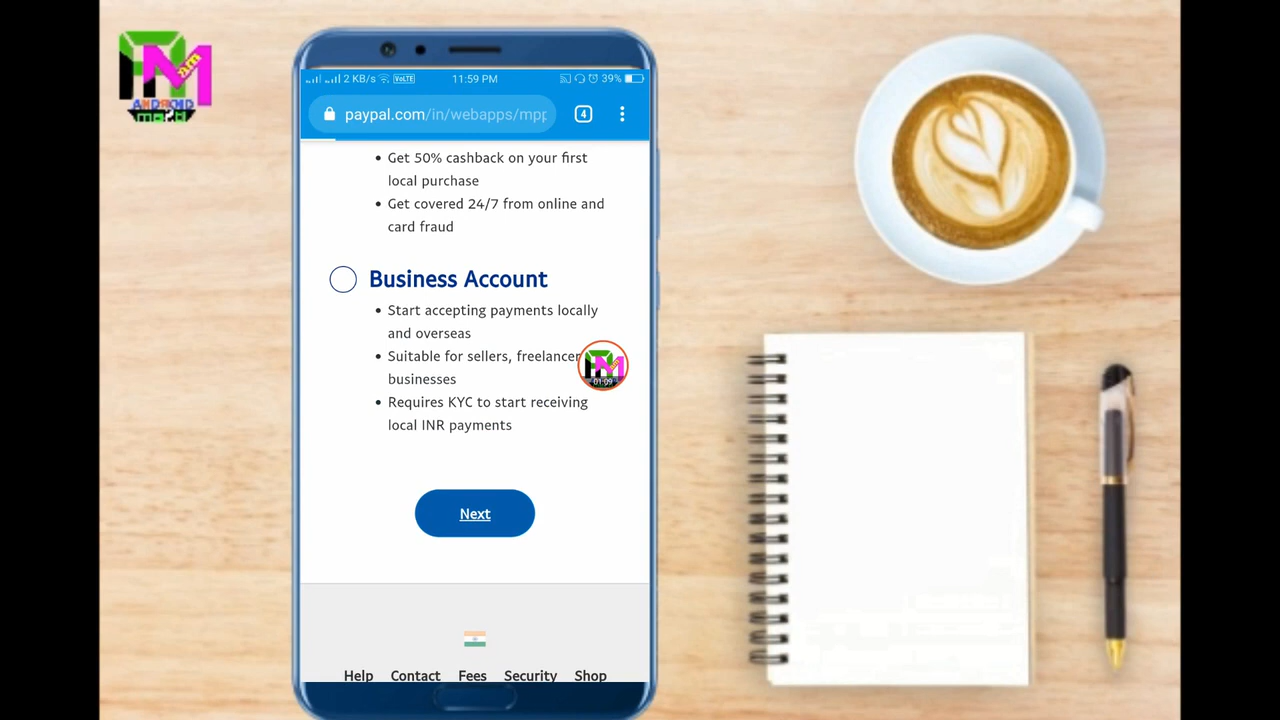 2 KB/s VoLTE 11:59 PM 39%
paypal.com/in/webapps/mpp
4
Get 50% cashback on your first
local purchase
Get covered 24/7 from online and
card fraud
Business Account
Start accepting payments locally
and overseas
Suitable for sellers, freelancer
businesses
01:09
Requires KYC to start receiving
local INR payments
Next
Help Contact Fees Security Shop